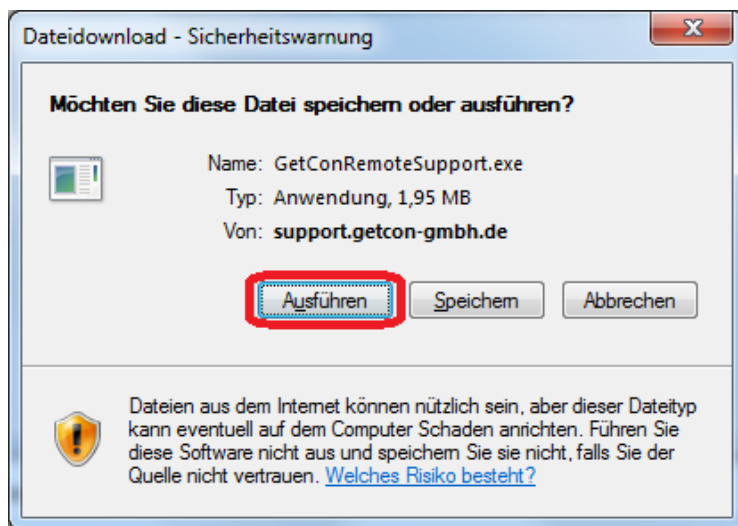 Dateidownload - Sicherheitswarnung
Möchten Sie diese Datei speichern oder ausführen?
Name: GetConRemoteSupport.exe
Typ: Anwendung, 1,95 MB
Von: support.getcon-gmbh.de
Ausführen Speichern Abbrechen
Dateien aus dem Internet können nützlich sein, aber dieser Dateityp
kann eventuell auf dem Computer Schaden anrichten. Führen Sie
diese Software nicht aus und speichern Sie sie nicht, falls Sie der
Quelle nicht vertrauen. Welches Risiko besteht?